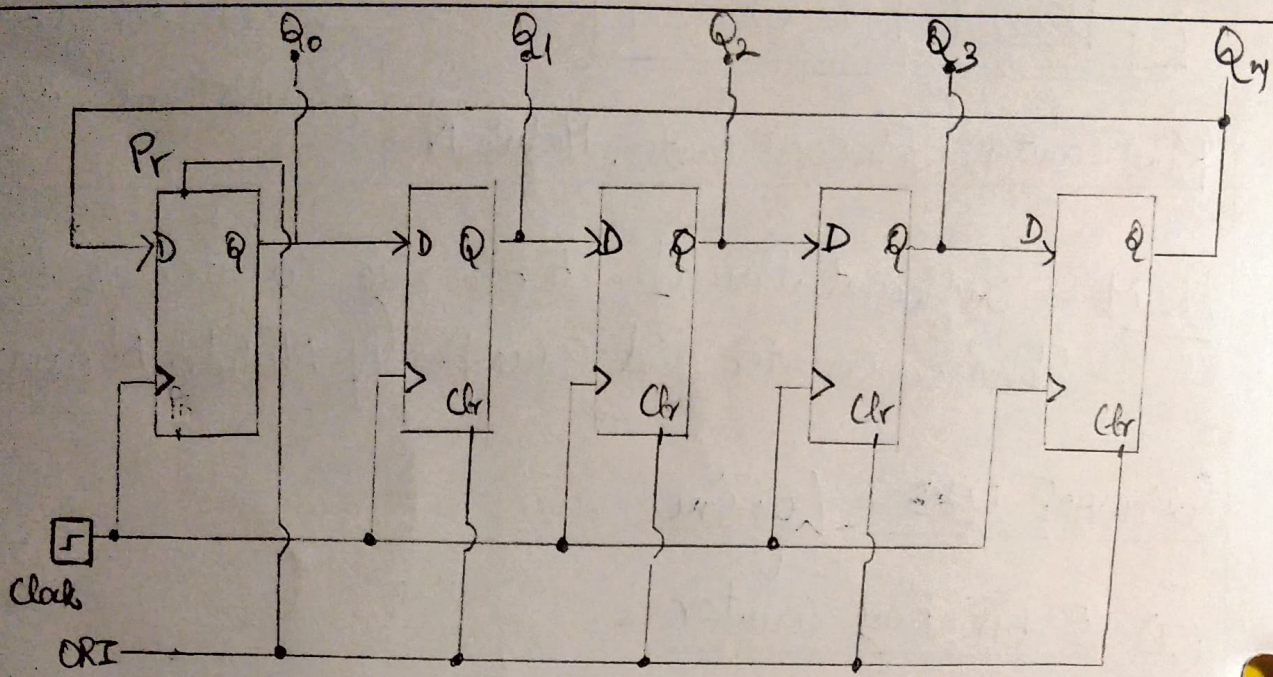 Q0 Q1 Q2 Q3 Q4
Pr
D Q D Q D Q D Q D Q
Clr Clr Clr Clr
Clock
ORI